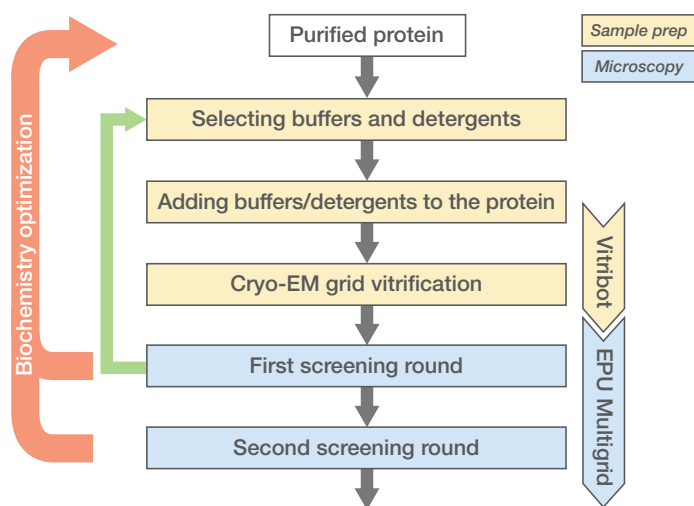 Purified protein
Sample prep
Microscopy
Selecting buffers and detergents
Adding buffers/detergents to the protein
Cryo-EM grid vitrification
First screening round
Second screening round
Biochemistry optimization
Vitribot
EPU Multigrid